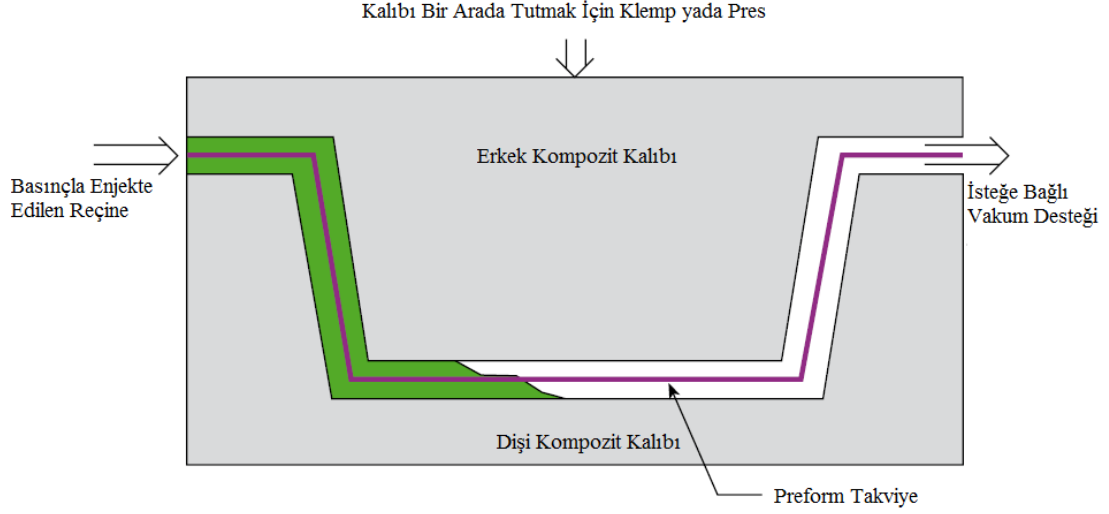 Kalıbı Bir Arada Tutmak İçin Klemp yada Pres
Erkek Kompozit Kalıbı
Basınçla Enjekte
Edilen Reçine
İsteğe Bağlı
Vakum Desteği
Dişi Kompozit Kalıbı
Preform Takviye